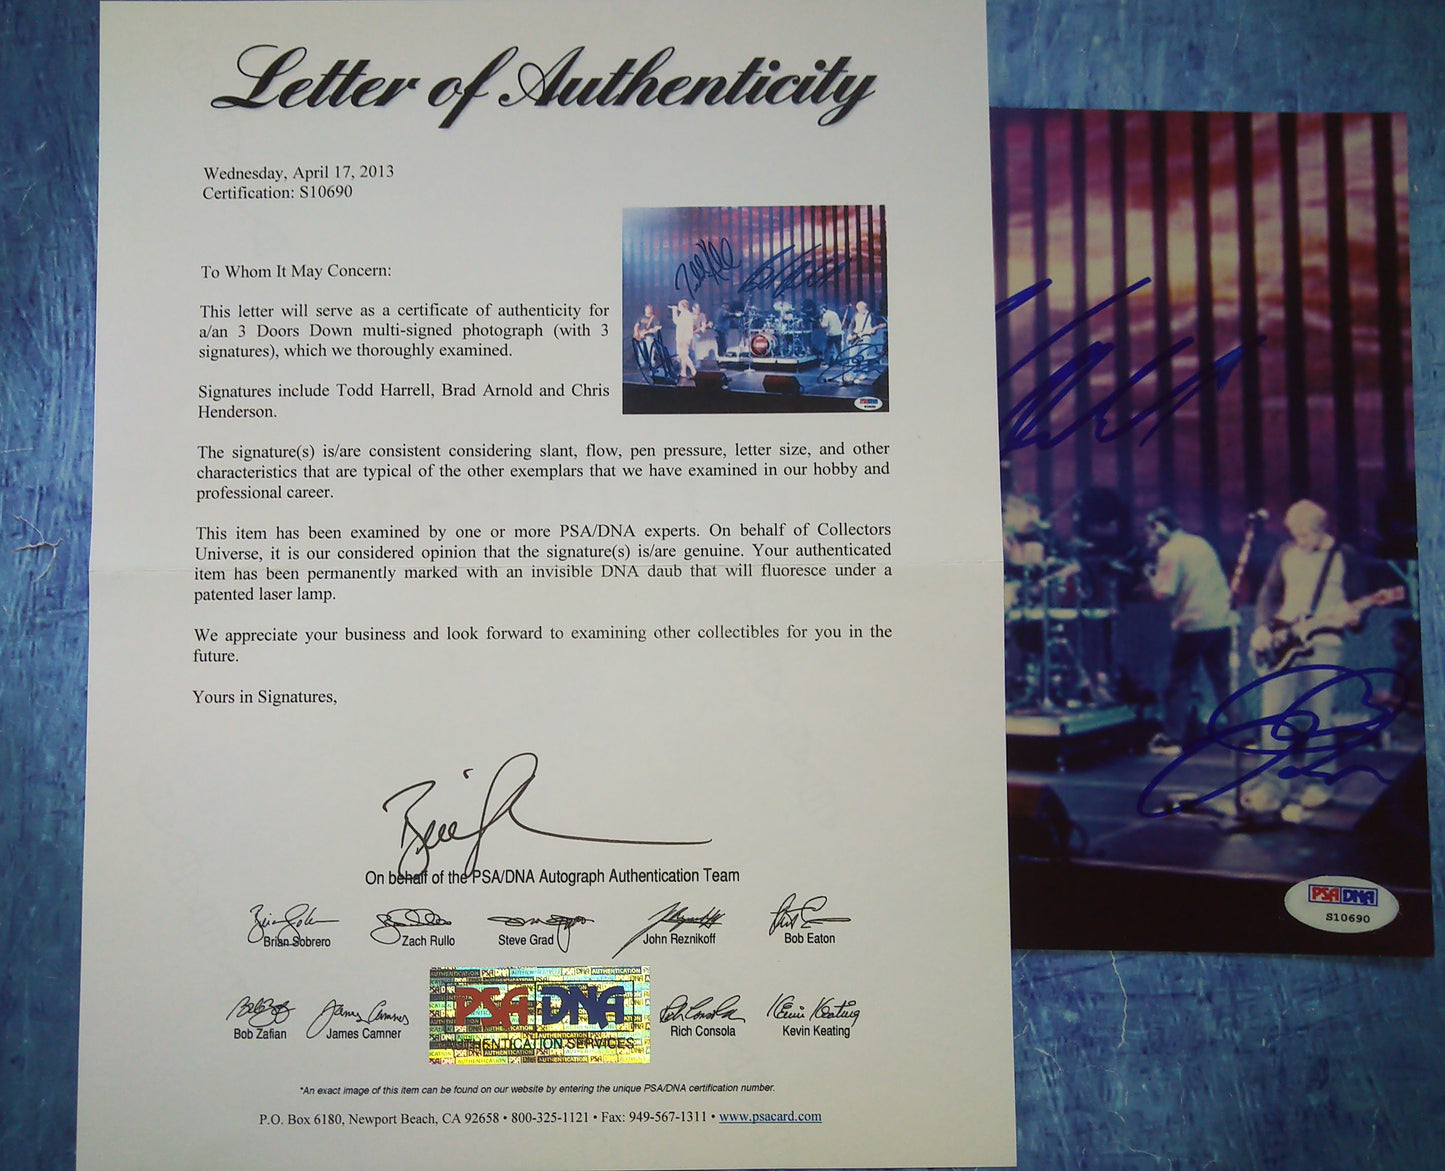 Letter of Authenticity
Wednesday, April 17, 2013
Certification: S10690
To Whom It May Concern:
This letter will serve as a certificate of authenticity for
a/an 3 Doors Down multi-signed photograph (with 3
signatures), which we thoroughly examined.
Signatures include Todd Harrell, Brad Arnold and Chris
Henderson.
The signature(s) is/are consistent considering slant, flow, pen pressure, letter size, and other
characteristics that are typical of the other exemplars that we have examined in our hobby and
professional career.
This item has been examined by one or more PSA/DNA experts. On behalf of Collectors
Universe, it is our considered opinion that the signature(s) is/are genuine. Your authenticated
item has been permanently marked with an invisible DNA daub that will fluoresce under a
patented laser lamp.
We appreciate your business and look forward to examining other collectibles for you in the
future.
Yours in Signatures,
On behalf of the PSA/DNA Autograph Authentication Team
Brian Sobrero Zach Rullo Steve Grad John Reznikoff Bob Eaton
Bob Zafian James Camner Rich Consola Kevin Keating
PSA DNA
AUTHENTICATION SERVICES
*An exact image of this item can be found on our website by entering the unique PSA/DNA certification number.
P.O. Box 6180, Newport Beach, CA 92658 • 800-325-1121 • Fax: 949-567-1311 • www.psacard.com
PSA DNA
S10690